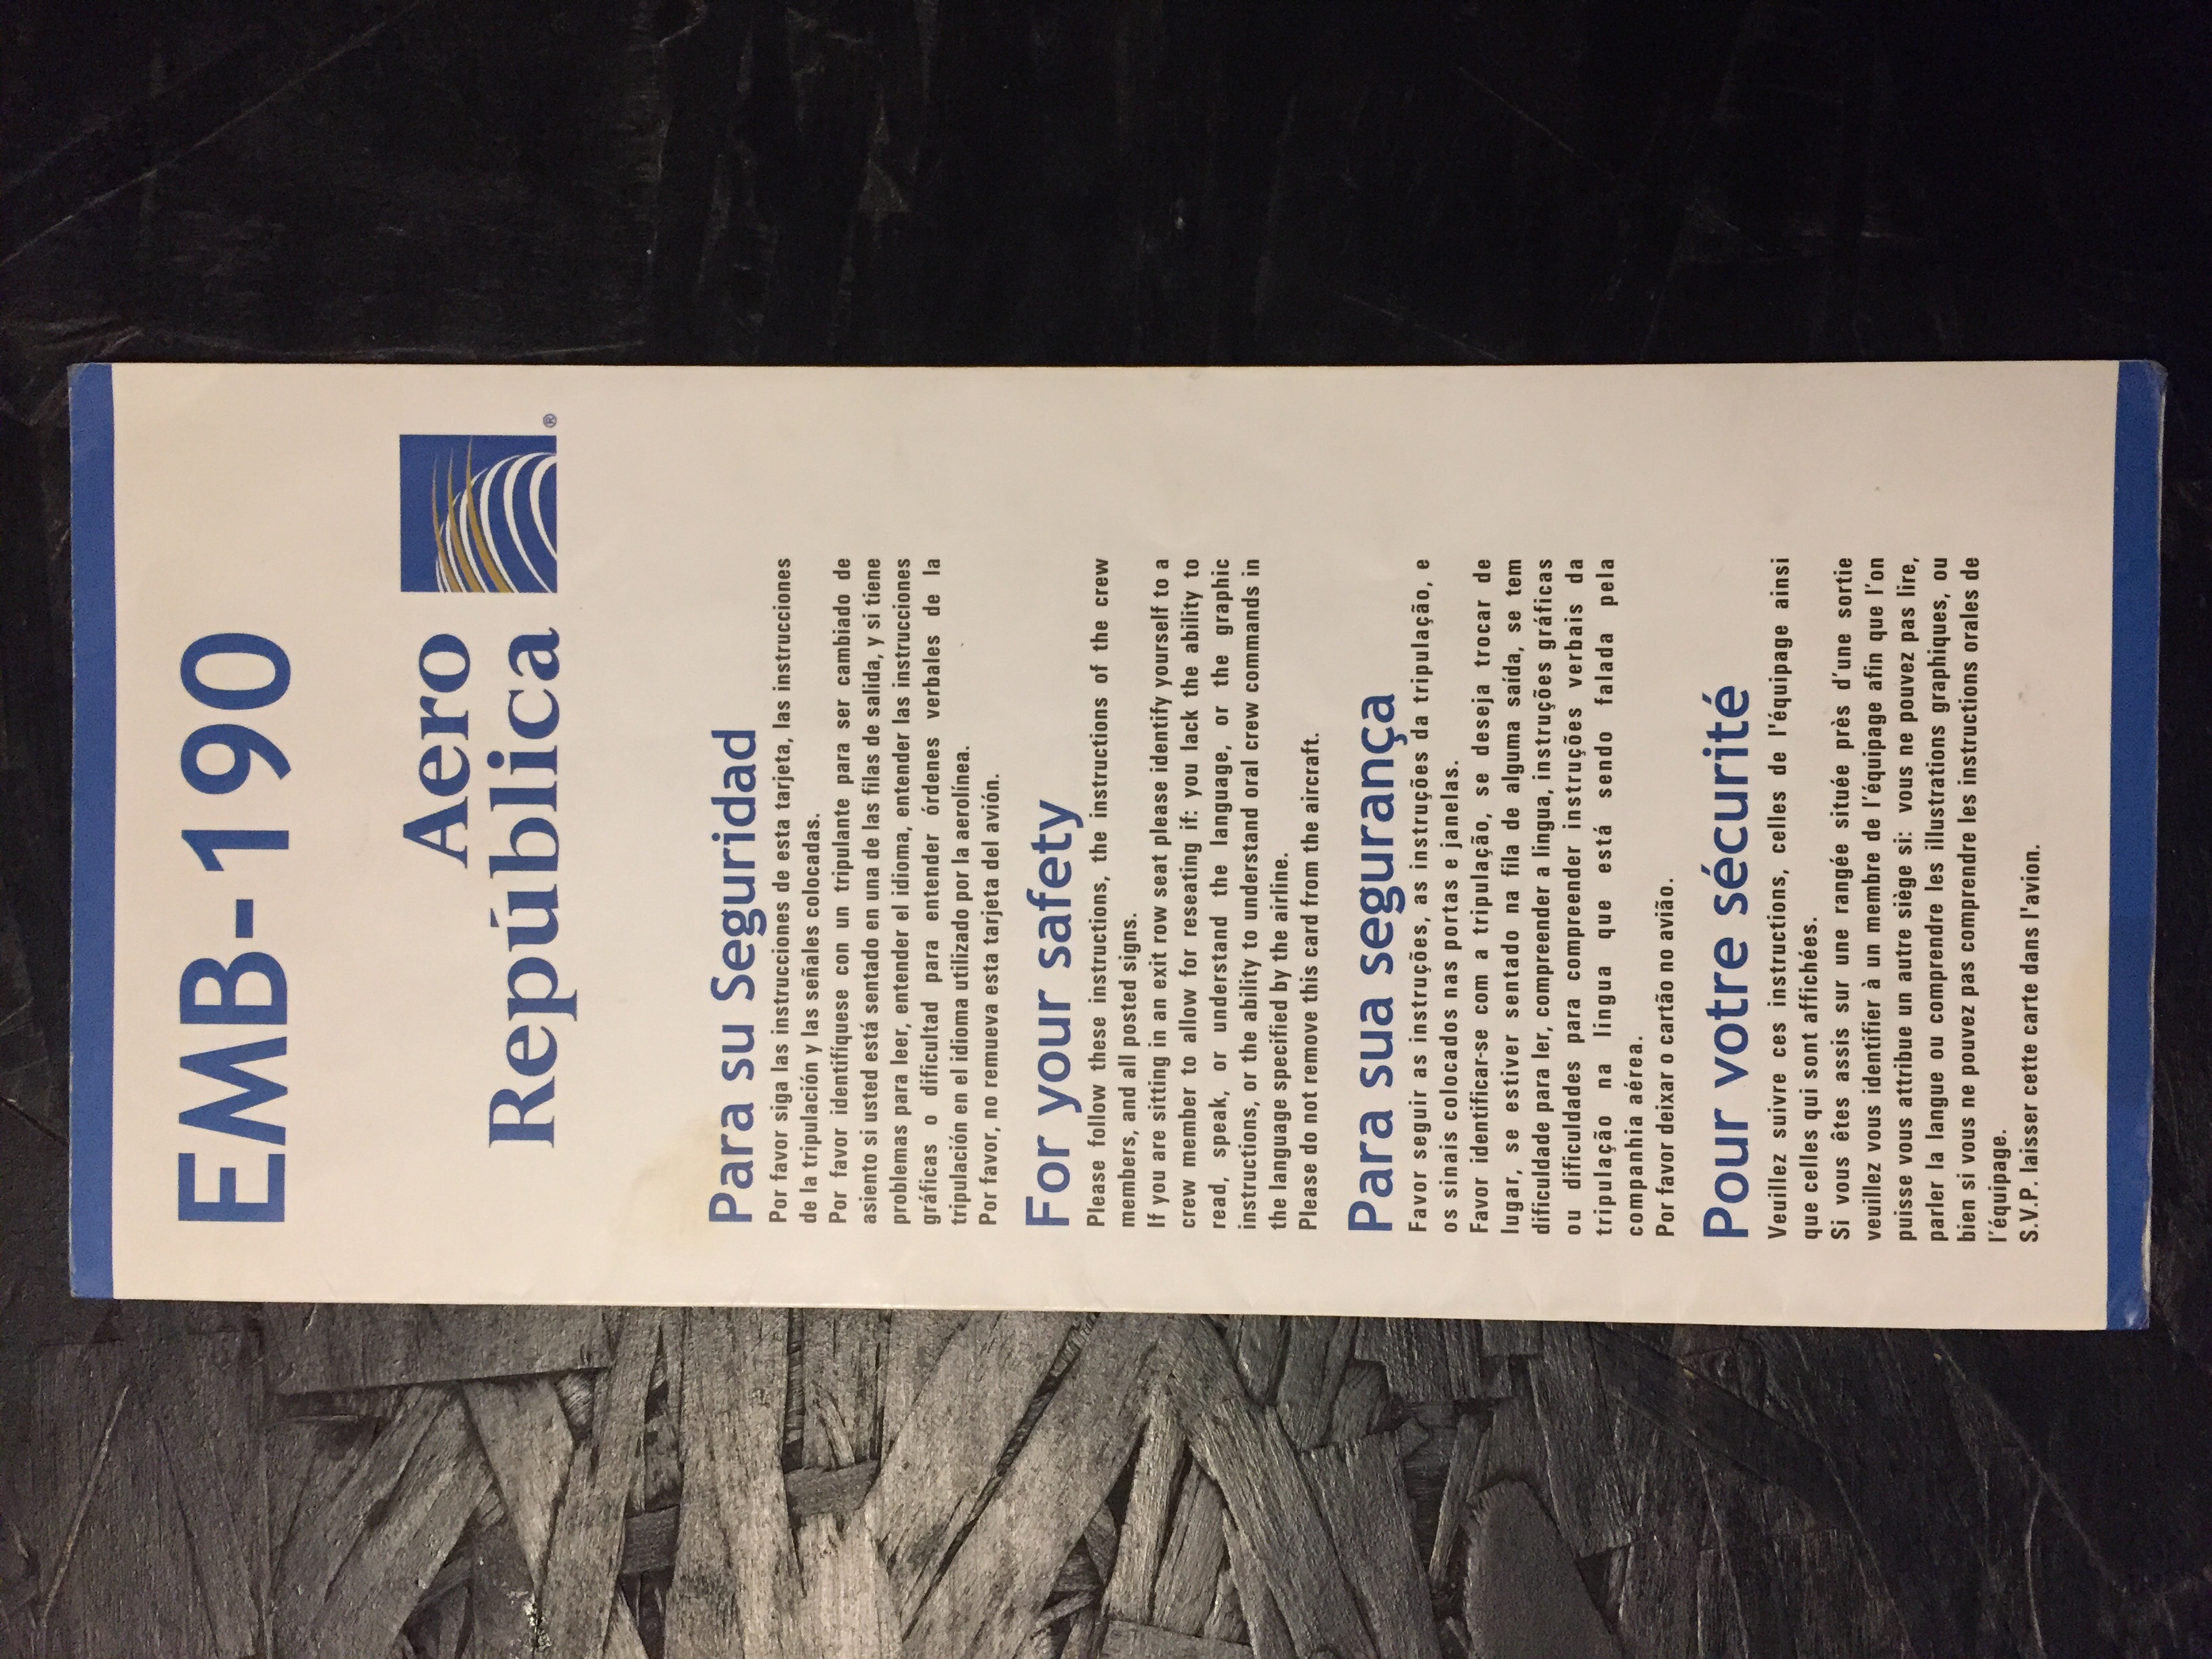 EMB-190
Aero
República
®
Para su Seguridad
Por favor siga las instrucciones de esta tarjeta, las instrucciones
de la tripulación y las señales colocadas.
Por favor identifíquese con un tripulante para ser cambiado de
asiento si usted está sentado en una de las filas de salida, y si tiene
problemas para leer, entender el idioma, entender las instrucciones
gráficas o dificultad para entender órdenes verbales de la
tripulación en el idioma utilizado por la aerolínea.
Por favor, no remueva esta tarjeta del avión.
For your safety
Please follow these instructions, the instructions of the crew
members, and all posted signs.
If you are sitting in an exit row seat please identify yourself to a
crew member to allow for reseating if: you lack the ability to
read, speak, or understand the language, or the graphic
instructions, or the ability to understand oral crew commands in
the language specified by the airline.
Please do not remove this card from the aircraft.
Para sua segurança
Favor seguir as instruções, as instruções da tripulação, e
os sinais colocados nas portas e janelas.
Favor identificar-se com a tripulação, se deseja trocar de
lugar, se estiver sentado na fila de alguma saída, se tem
dificuldade para ler, compreender a lingua, instruções gráficas
ou dificuldades para compreender instruções verbais da
tripulação na lingua que está sendo falada pela
companhia aérea.
Por favor deixar o cartão no avião.
Pour votre sécurité
Veuillez suivre ces instructions, celles de l'équipage ainsi
que celles qui sont affichées.
Si vous êtes assis sur une rangée située près d'une sortie
veuillez vous identifier à un membre de l'équipage afin que l'on
puisse vous attribue un autre siège si: vous ne pouvez pas lire,
parler la langue ou comprendre les illustrations graphiques, ou
bien si vous ne pouvez pas comprendre les instructions orales de
l'équipage.
S.V.P. laisser cette carte dans l'avion.